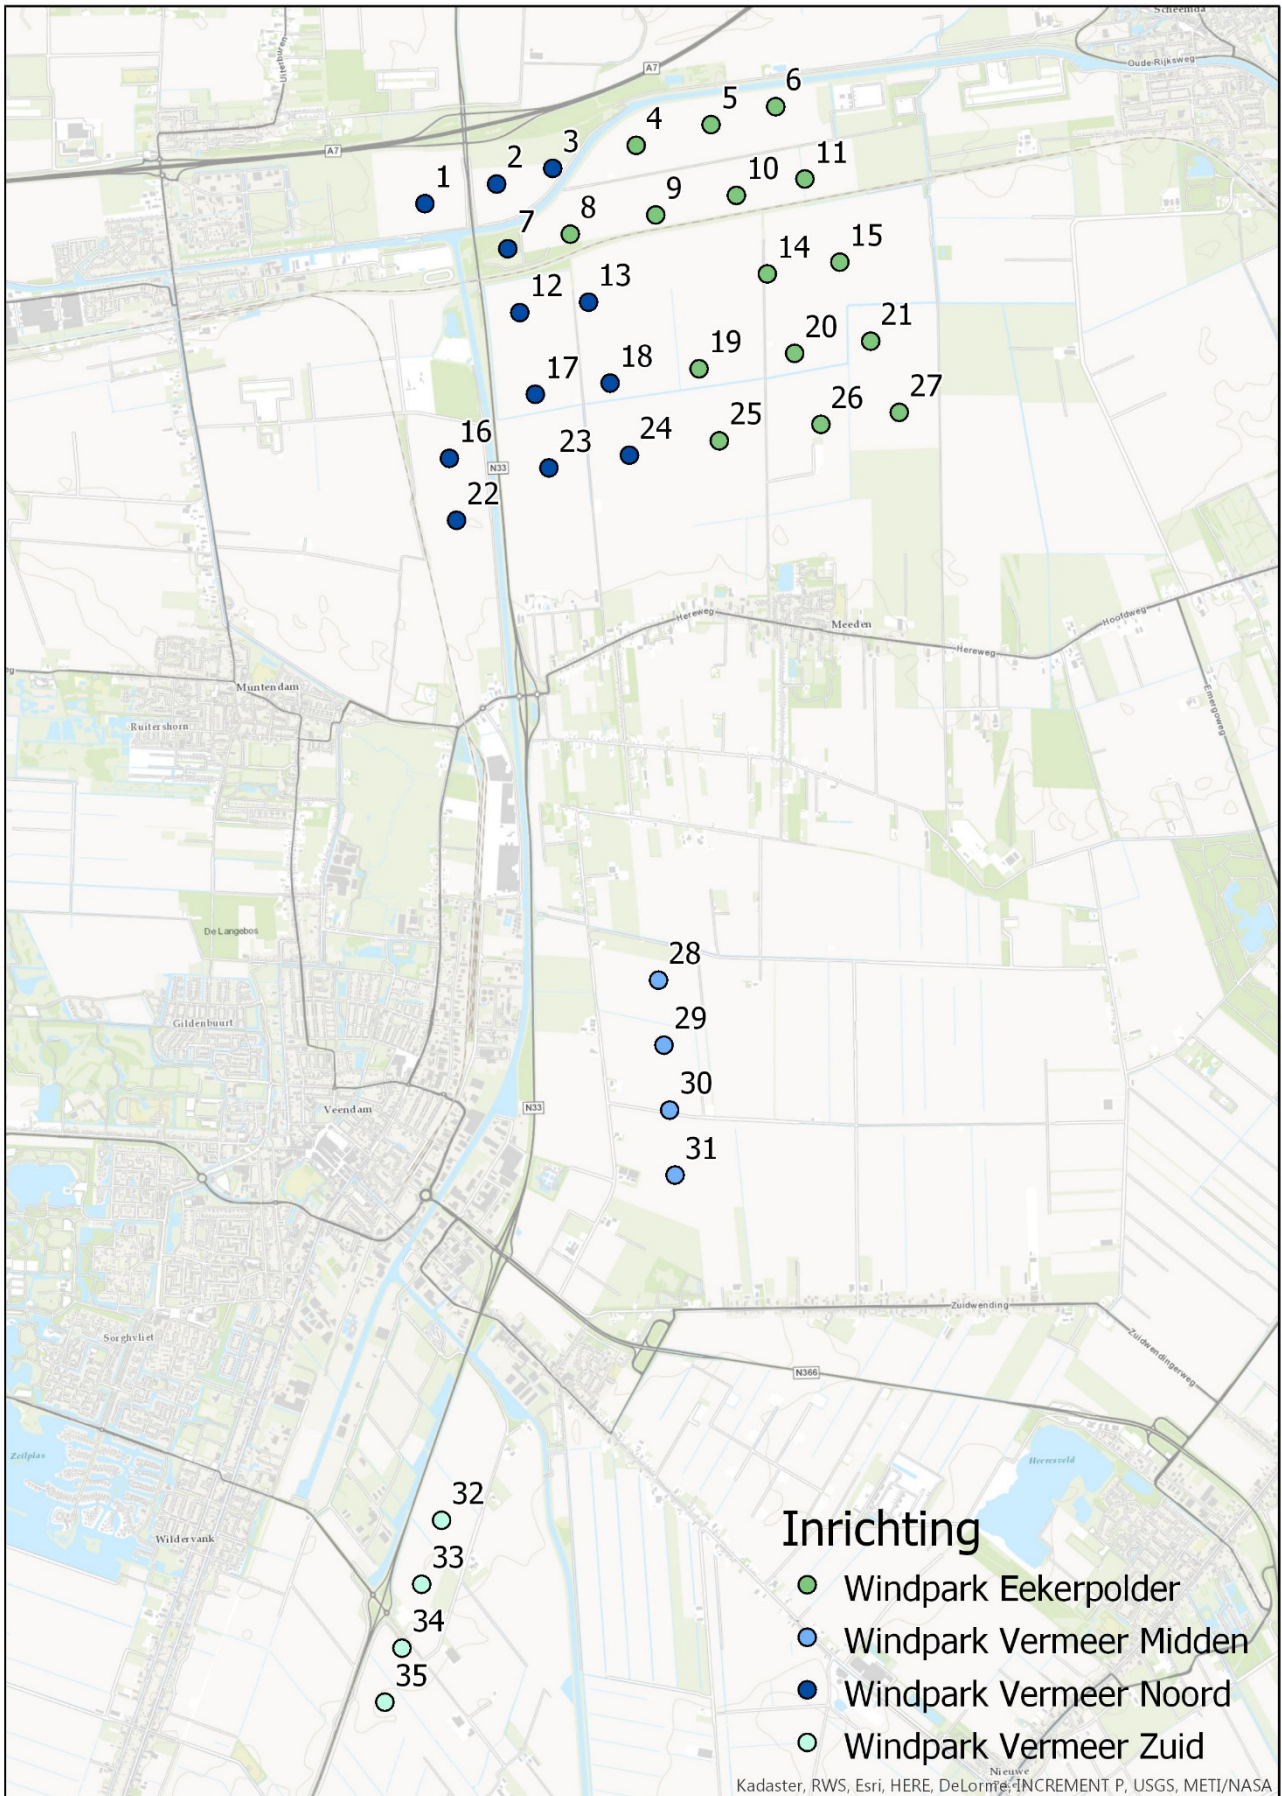 Scheemda
Uiterburen
Oude-Rijksweg
A7
A7
6
5
4
3
11
2
10
1
9
8
7
15
14
13
12
21
20
19
18
17
27
26
25
24
16
23
N33
22
Hereweg
Meeden
Hoofdweg
Hereweg
Muntendam
Ruitershorn
Emergoweg
De Langebos
28
Gildenbuurt
29
30
Veendam
N33
31
Zuidwending
Sorghvliet
Zuidwendingerweg
N366
Zeilplas
Heeresveld
32
Wildervank
33
34
35
Inrichting
Windpark Eekerpolder
Windpark Vermeer Midden
Windpark Vermeer Noord
Windpark Vermeer Zuid
Nieuwe
Kadaster, RWS, Esri, HERE, DeLorme, INCREMENT P, USGS, METI/NASA